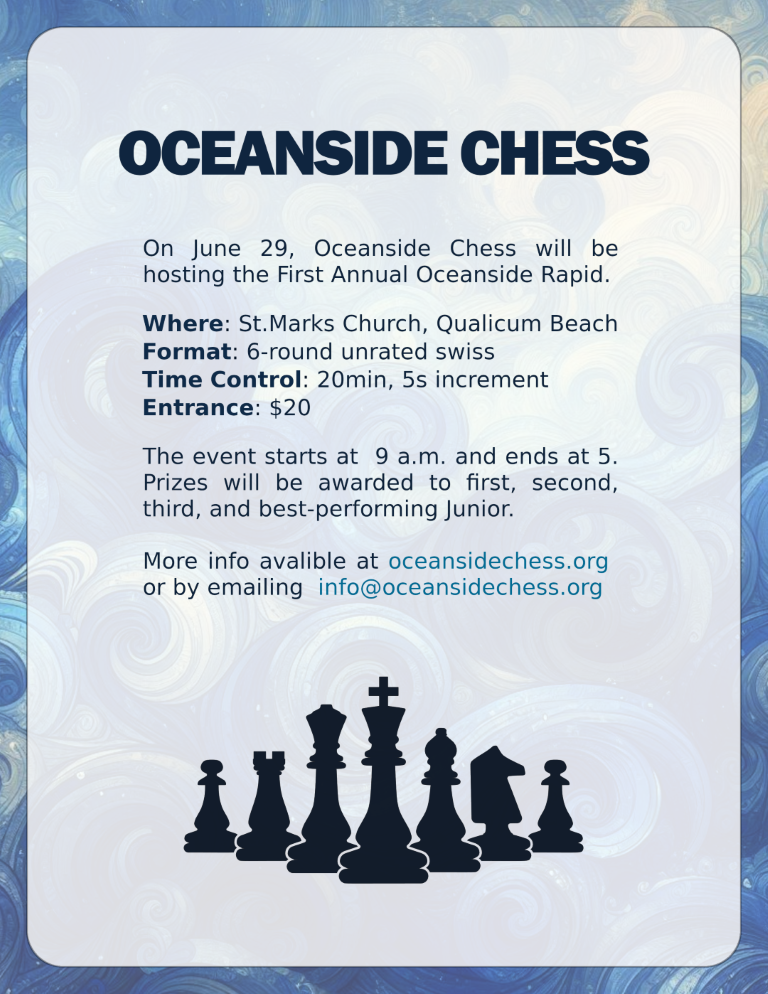 OCEANSIDE CHESS
On June 29, Oceanside Chess will be
hosting the First Annual Oceanside Rapid.
Where: St.Marks Church, Qualicum Beach
Format: 6-round unrated swiss
Time Control: 20min, 5s increment
Entrance: $20
The event starts at  9 a.m. and ends at 5.
Prizes will be awarded to first, second,
third, and best-performing Junior.
More info avalible at oceansidechess.org
or by emailing  info@oceansidechess.org